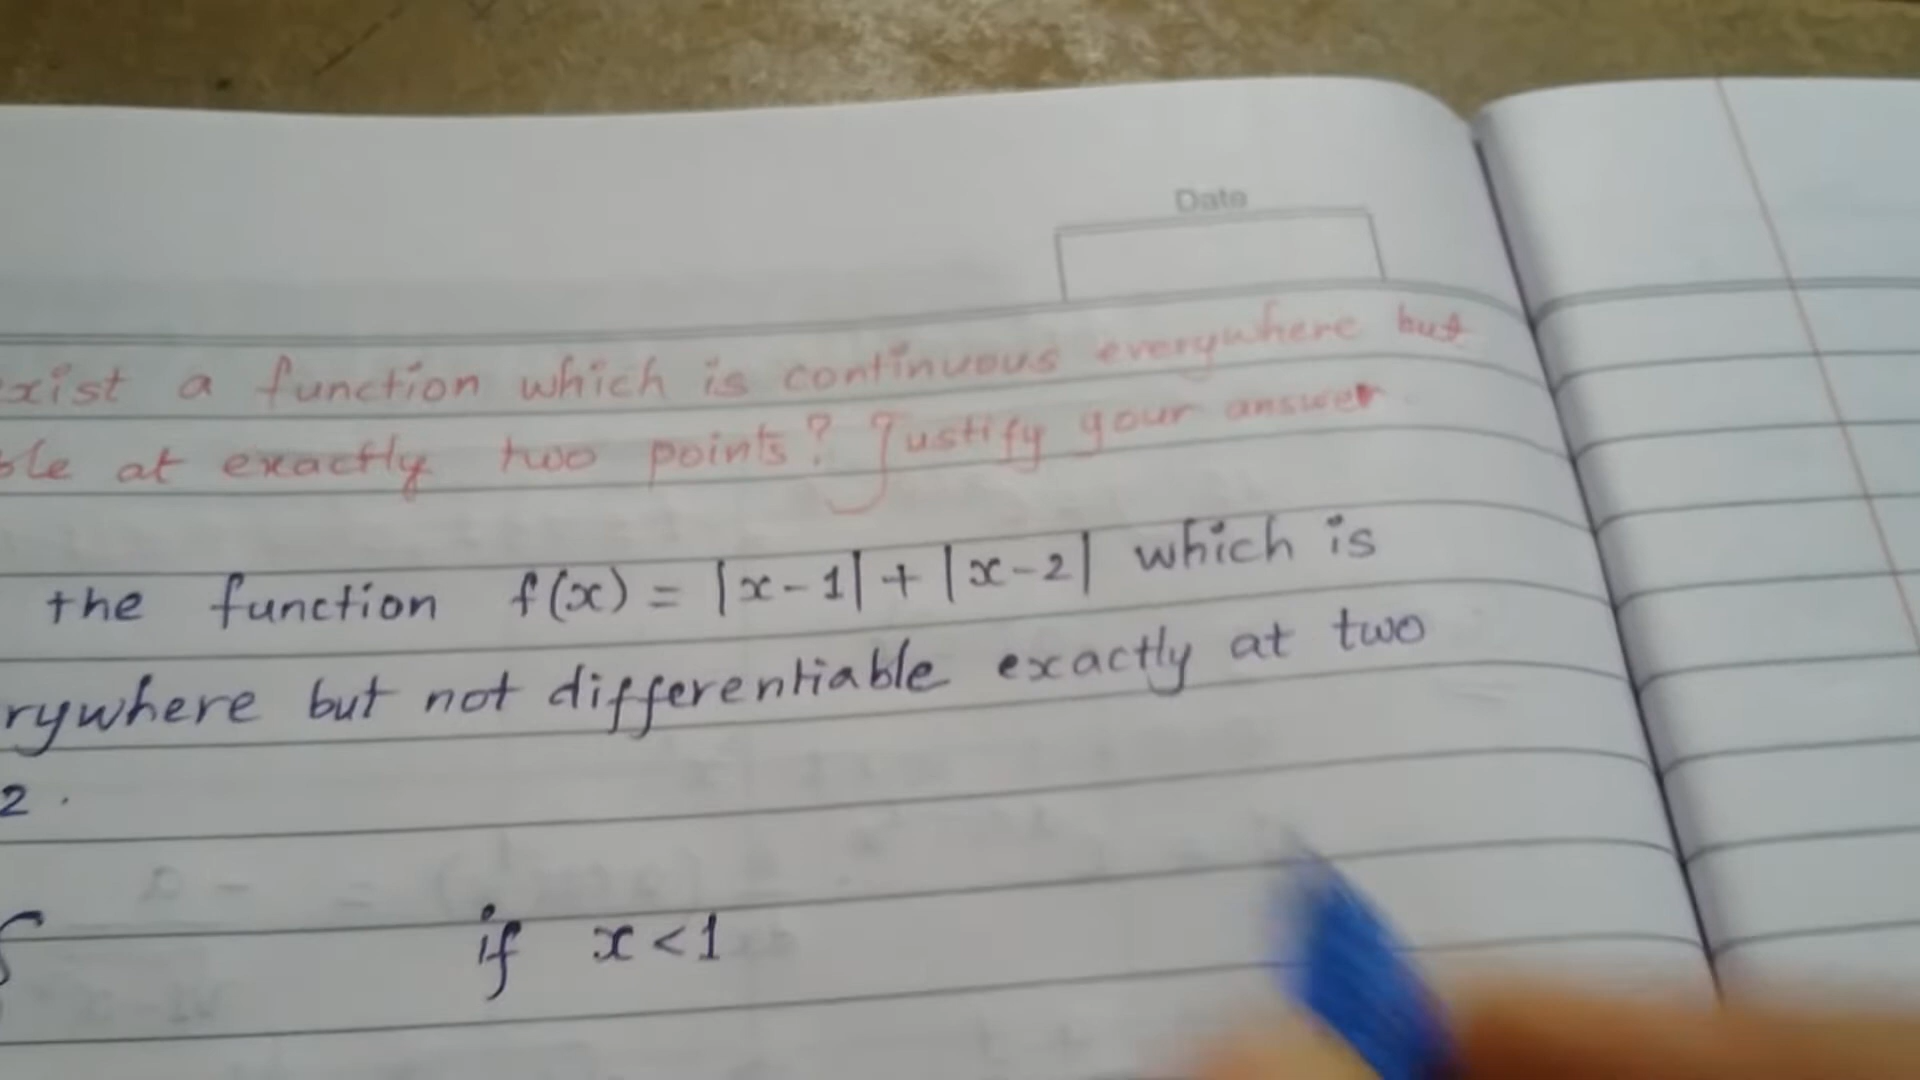 Date
xist a function which is continuous everywhere but
ble at exactly two points? Justify your answer.
the function f(x) = |x-1| + |x-2| which is
rywhere but not differentiable exactly at two
2.
if x < 1